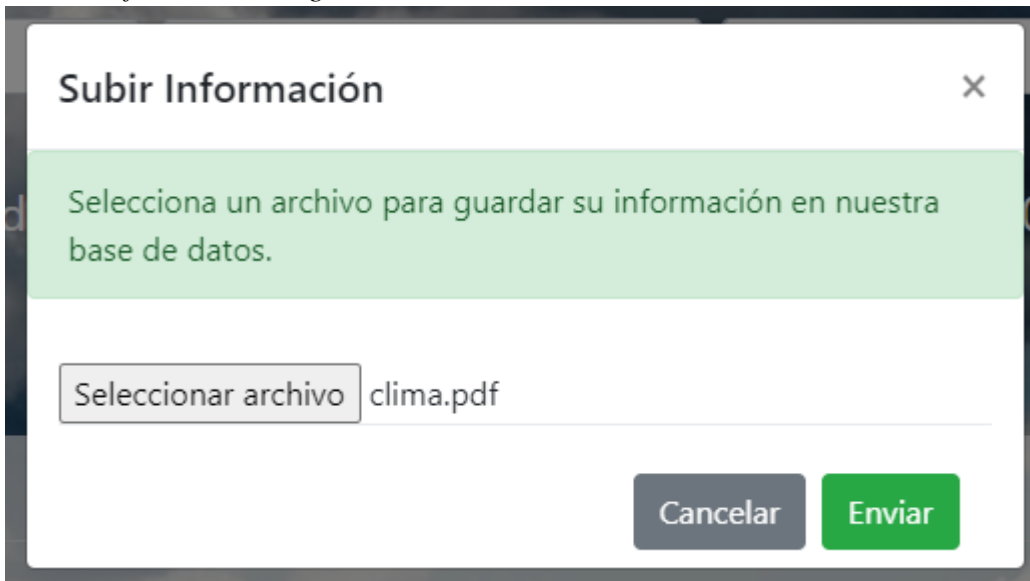 Subir Información
×
Selecciona un archivo para guardar su información en nuestra
base de datos.
Seleccionar archivo clima.pdf
Cancelar Enviar